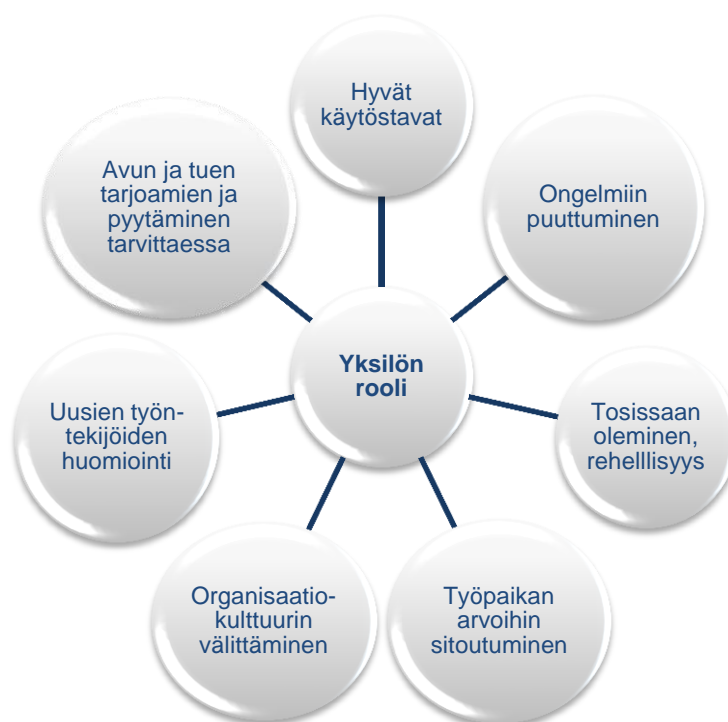 Hyvät
käytöstavat
Ongelmiin
puuttuminen
Tosissaan
oleminen,
rehelllisyys
Työpaikan
arvoihin
sitoutuminen
Organisaatio-
kulttuurin
välittäminen
Uusien työn-
tekijöiden
huomiointi
Avun ja tuen
tarjoamien ja
pyytäminen
tarvittaessa
Yksilön
rooli